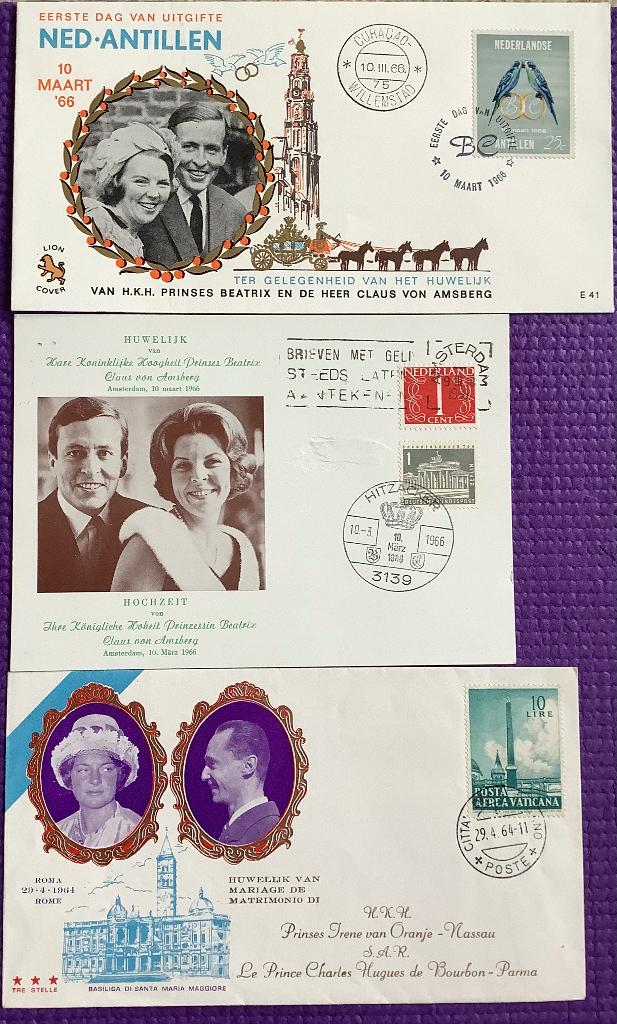 EERSTE DAG VAN UITGIFTE
NED·ANTILLEN
10
MAART
'66
CURAÇAO-
* 10.III.66. *
75
WILLEMSTAD
NEDERLANDSE
ANTILLEN 25c
EERSTE DAG VAN UITGIFTE
BC
10 MAART 1966
LION
COVER
TER GELEGENHEID VAN HET HUWELIJK
VAN H.K.H. PRINSES BEATRIX EN DE HEER CLAUS VON AMSBERG
E 41
HUWELIJK
van
Hare Koninklijke Hoogheid Prinses Beatrix
Claus von Amsberg
Amsterdam, 10 maart 1966
BRIEVEN MET GELD
STEEDS LATEN
AANTEKENEN
AMSTERDAM
NEDERLAND
1
CENT
1
DEUTSCHE BUNDESPOST
HITZACKER
10.-3.
10.
März
1966
1966
3139
HOCHZEIT
von
Ihre Königliche Hoheit Prinzessin Beatrix
Claus von Amsberg
Amsterdam, 10. März 1966
10
LIRE
POSTA
AEREA VATICANA
CITTA'
29.4.64-11
+ POSTE +
ROMA
29-4-1964
ROME
HUWELIJK VAN
MARIAGE DE
MATRIMONIO DI
H.K.H.
Prinses Irene van Oranje - Nassau
S.A.R.
Le Prince Charles Hugues de Bourbon - Parma
★ ★ ★
TRE STELLE
BASILICA DI SANTA MARIA MAGGIORE